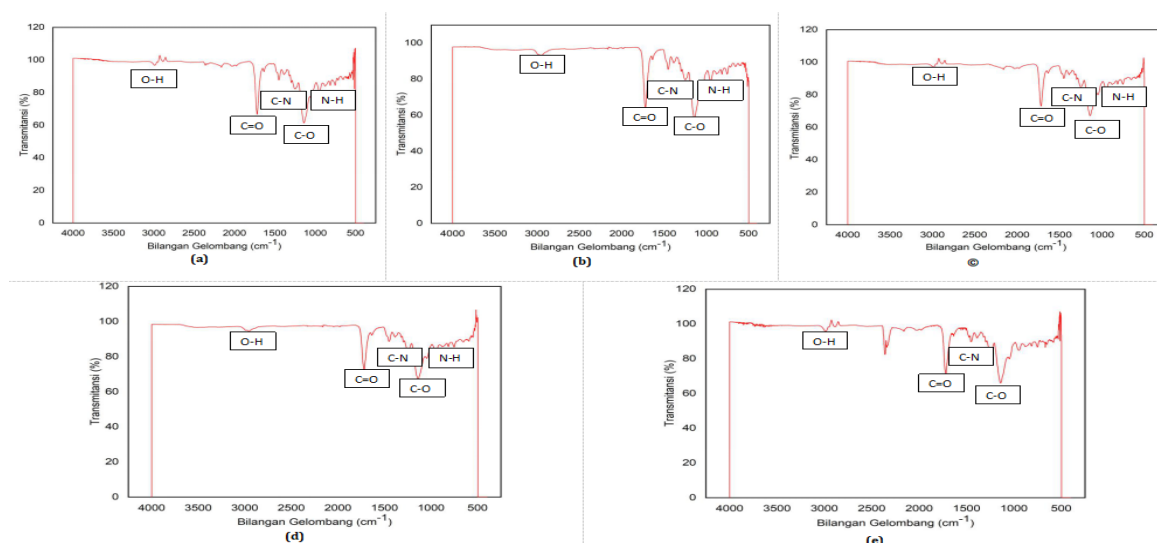 120
100
80
60
40
20
0
Transmitansi (%)
O-H
C-N
N-H
C=O
C-O
4000 3500 3000 2500 2000 1500 1000 500
Bilangan Gelombang (cm⁻¹)
(a)
100
80
60
40
20
0
Transmitansi (%)
O-H
C-N
N-H
C=O
C-O
4000 3500 3000 2500 2000 1500 1000 500
Bilangan Gelombang (cm⁻¹)
(b)
120
100
80
60
40
20
0
Transmitansi (%)
O-H
C-N
N-H
C=O
C-O
4000 3500 3000 2500 2000 1500 1000 500
Bilangan Gelombang (cm⁻¹)
©
120
100
80
60
40
20
0
Transmitansi (%)
O-H
C-N
N-H
C=O
C-O
4000 3500 3000 2500 2000 1500 1000 500
Bilangan Gelombang (cm⁻¹)
(d)
120
100
80
60
40
20
0
Transmitansi (%)
O-H
C-N
C=O
C-O
4000 3500 3000 2500 2000 1500 1000 500
Bilangan Gelombang (cm⁻¹)
(e)